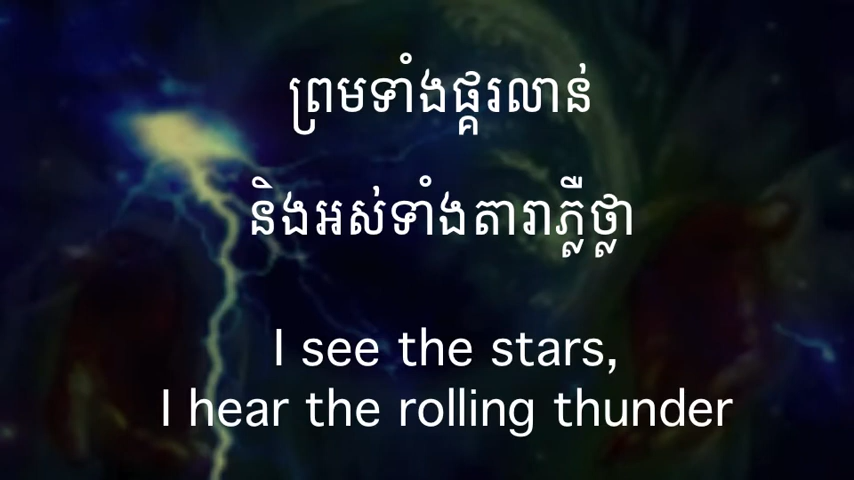 ព្រមទាំងផ្គរលាន់
និងអស់ទាំងតារាភ្លឺថ្លា
I see the stars,
I hear the rolling thunder